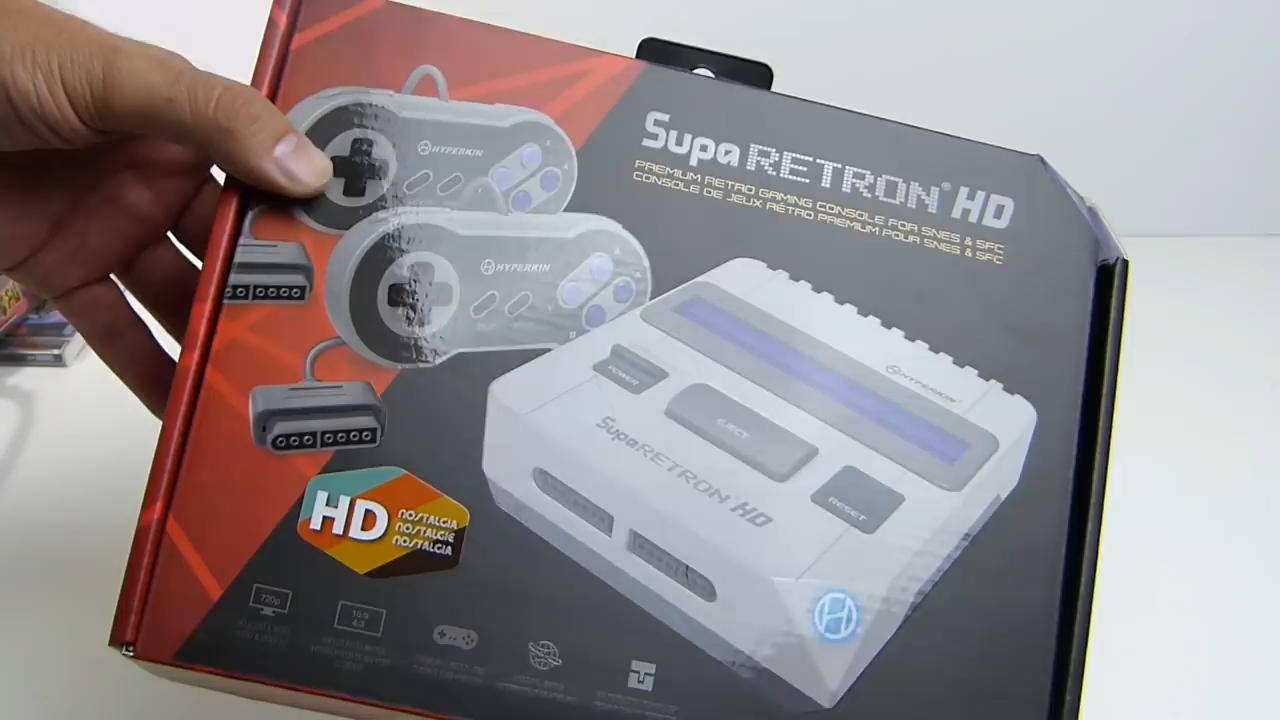 Supa RETRON® HD
PREMIUM RETRO GAMING CONSOLE FOR SNES & SFC
CONSOLE DE JEUX RÉTRO PREMIUM POUR SNES & SFC
HYPERKIN
HYPERKIN
HYPERKIN
POWER
EJECT
RESET
SupaRETRON® HD
HD
NOSTALGIA
NOSTALGIE
NOSTALGIA
720p
16:9
4:3